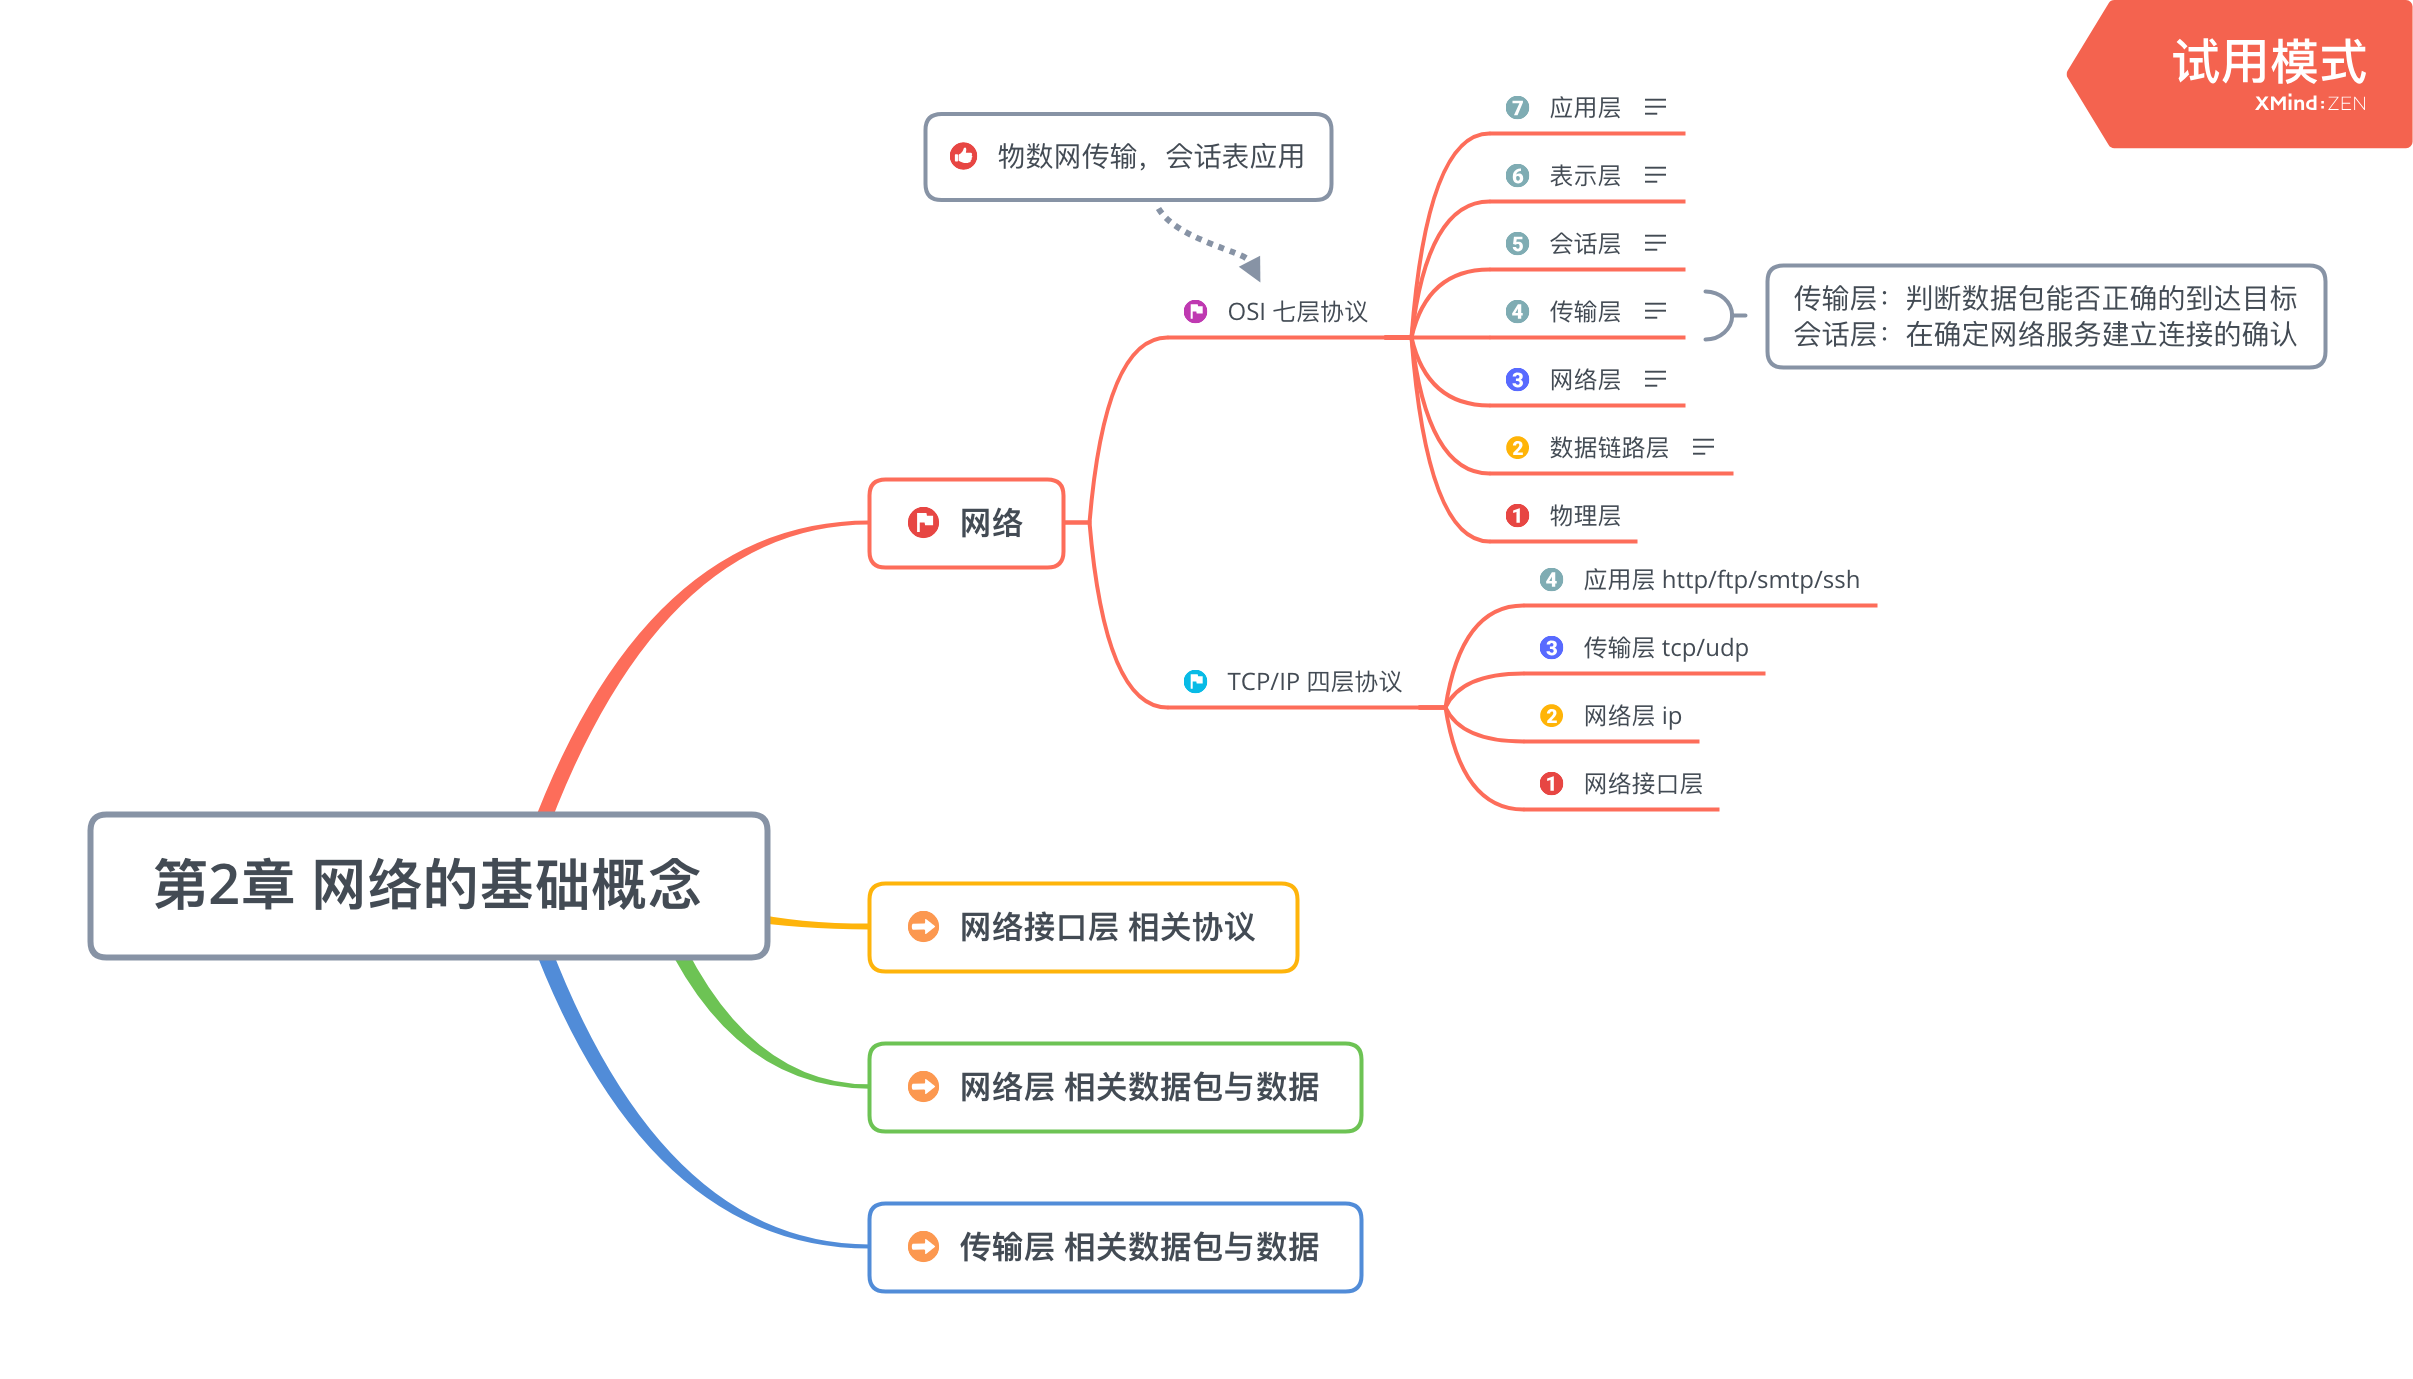 试用模式
XMind:ZEN
物数网传输，会话表应用
7 应用层
6 表示层
5 会话层
OSI 七层协议
4 传输层
传输层：判断数据包能否正确的到达目标
会话层：在确定网络服务建立连接的确认
3 网络层
2 数据链路层
1 物理层
网络
4 应用层 http/ftp/smtp/ssh
3 传输层 tcp/udp
TCP/IP 四层协议
2 网络层 ip
1 网络接口层
第2章 网络的基础概念
网络接口层 相关协议
网络层 相关数据包与数据
传输层 相关数据包与数据